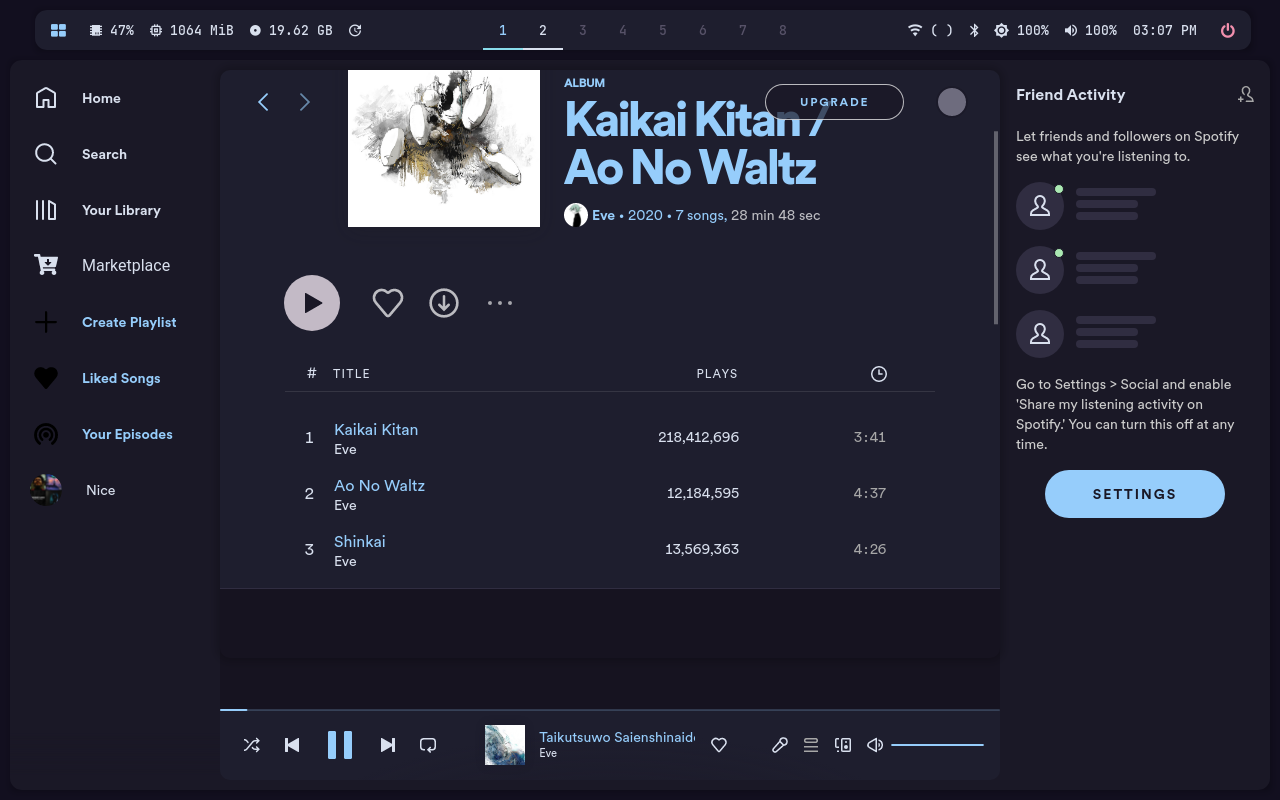 47% 1064 MiB 19.62 GB 1 2 3 4 5 6 7 8 ( ) 100% 100% 03:07 PM
Home
Search
Your Library
Marketplace
Create Playlist
Liked Songs
Your Episodes
Nice
ALBUM
UPGRADE
Kaikai Kitan /
Ao No Waltz
Eve • 2020 • 7 songs, 28 min 48 sec
# TITLE PLAYS
1 Kaikai Kitan 218,412,696 3:41
Eve
2 Ao No Waltz 12,184,595 4:37
Eve
3 Shinkai 13,569,363 4:26
Eve
Friend Activity
Let friends and followers on Spotify
see what you're listening to.
Go to Settings > Social and enable
'Share my listening activity on
Spotify.' You can turn this off at any
time.
SETTINGS
Taikutsuwo Saienshinaid
Eve